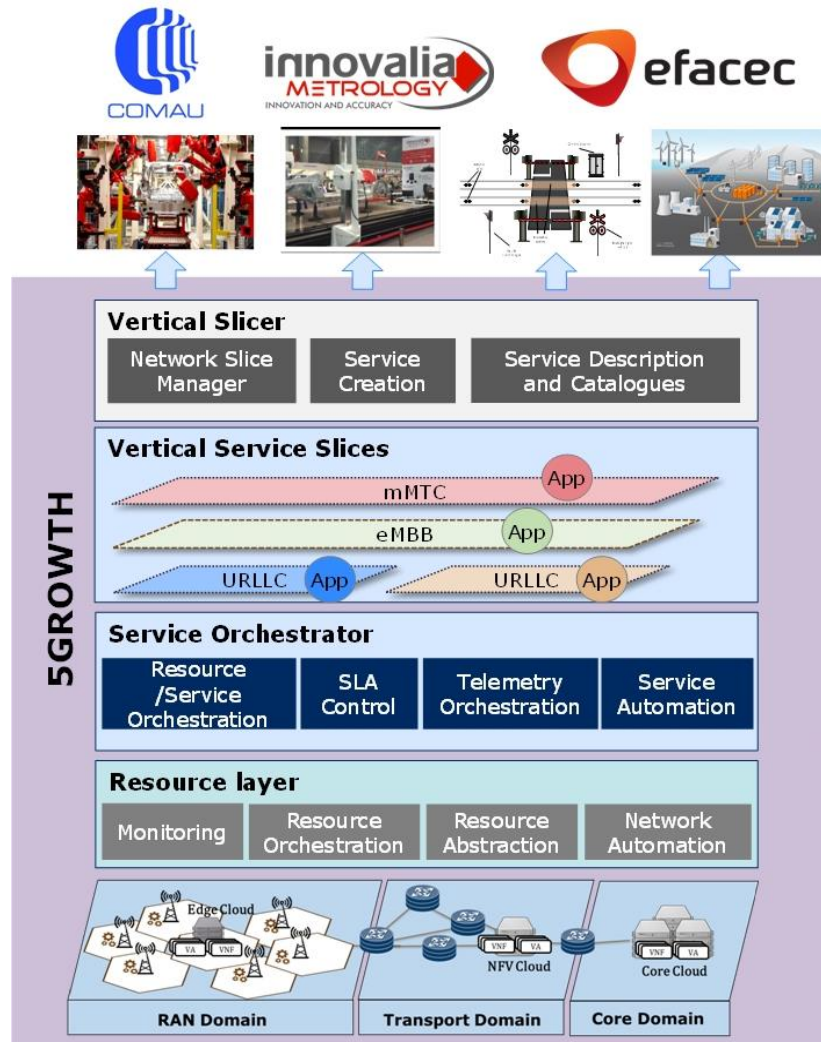 COMAU
innovalia
METROLOGY
INNOVATION AND ACCURACY
efacec
5GROWTH
Vertical Slicer
Network Slice
Manager
Service
Creation
Service Description
and Catalogues
Vertical Service Slices
App
mMTC
App
eMBB
URLLC App
URLLC App
Service Orchestrator
Resource
/Service
Orchestration
SLA
Control
Telemetry
Orchestration
Service
Automation
Resource layer
Monitoring
Resource
Orchestration
Resource
Abstraction
Network
Automation
Edge Cloud
VA VNF
VNF VA
NFV Cloud
VNF VA
Core Cloud
RAN Domain
Transport Domain
Core Domain